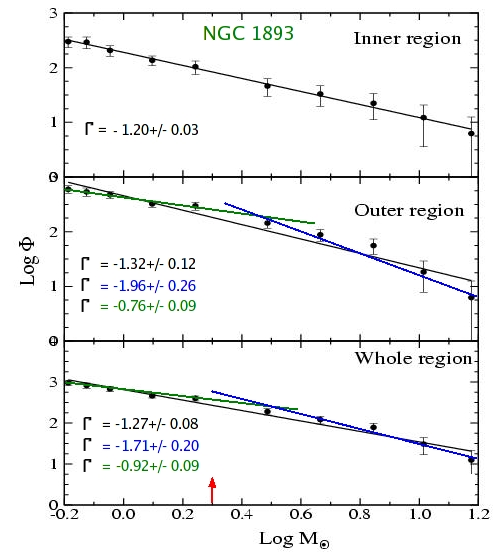 NGC 1893
Inner region
3
2
1
Γ = - 1.20+/- 0.03
0
Outer region
2
1
Γ = -1.32+/- 0.12
Γ = -1.96+/- 0.26
Γ = -0.76+/- 0.09
Log Φ
0
Whole region
3
2
1
0
Γ = -1.27+/- 0.08
Γ = -1.71+/- 0.20
Γ = -0.92+/- 0.09
-0.2 0.0 0.2 0.4 0.6 0.8 1.0 1.2
Log M☉